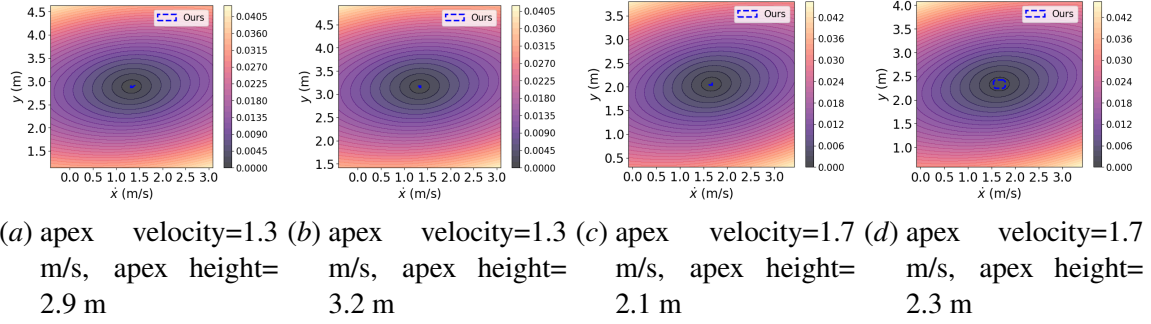 Ours
4.5
4.0
3.5
3.0
2.5
2.0
1.5
y (m)
0.0 0.5 1.0 1.5 2.0 2.5 3.0
ẋ (m/s)
0.0405
0.0360
0.0315
0.0270
0.0225
0.0180
0.0135
0.0090
0.0045
0.0000
(a) apex velocity=1.3
m/s, apex height=
2.9 m
Ours
4.5
4.0
3.5
3.0
2.5
2.0
1.5
y (m)
0.0 0.5 1.0 1.5 2.0 2.5 3.0
ẋ (m/s)
0.0405
0.0360
0.0315
0.0270
0.0225
0.0180
0.0135
0.0090
0.0045
0.0000
(b) apex velocity=1.3
m/s, apex height=
3.2 m
Ours
3.5
3.0
2.5
2.0
1.5
1.0
0.5
y (m)
0.0 0.5 1.0 1.5 2.0 2.5 3.0
ẋ (m/s)
0.042
0.036
0.030
0.024
0.018
0.012
0.006
0.000
(c) apex velocity=1.7
m/s, apex height=
2.1 m
Ours
4.0
3.5
3.0
2.5
2.0
1.5
1.0
y (m)
0.0 0.5 1.0 1.5 2.0 2.5 3.0
ẋ (m/s)
0.042
0.036
0.030
0.024
0.018
0.012
0.006
0.000
(d) apex velocity=1.7
m/s, apex height=
2.3 m